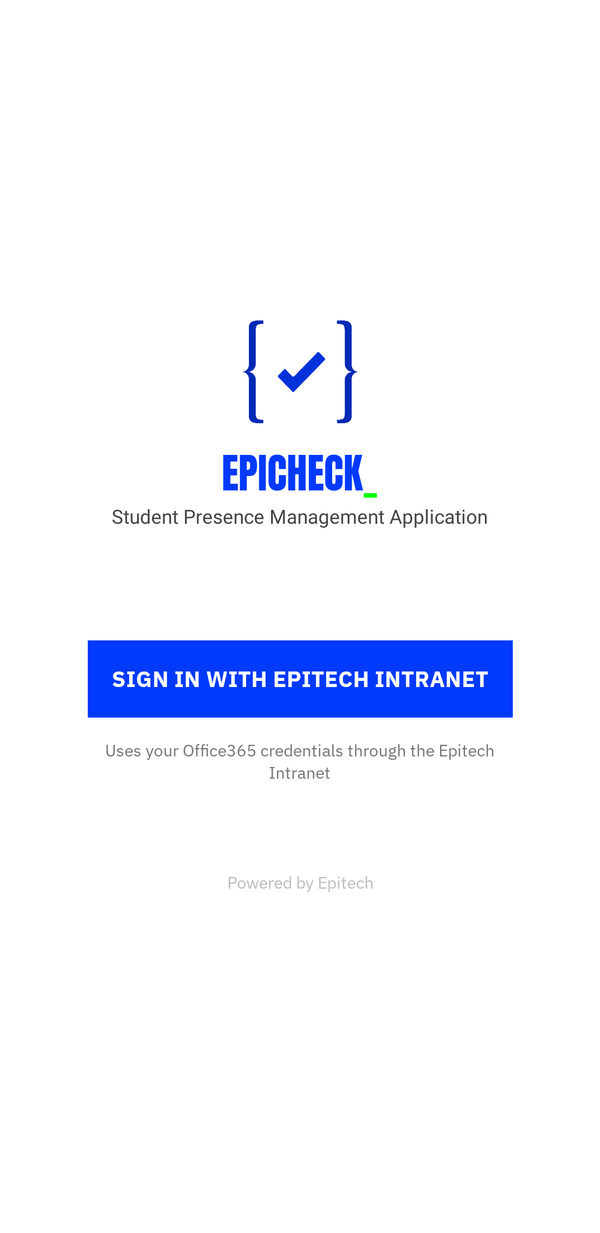 EPICHECK_
Student Presence Management Application
SIGN IN WITH EPITECH INTRANET
Uses your Office365 credentials through the Epitech
Intranet
Powered by Epitech